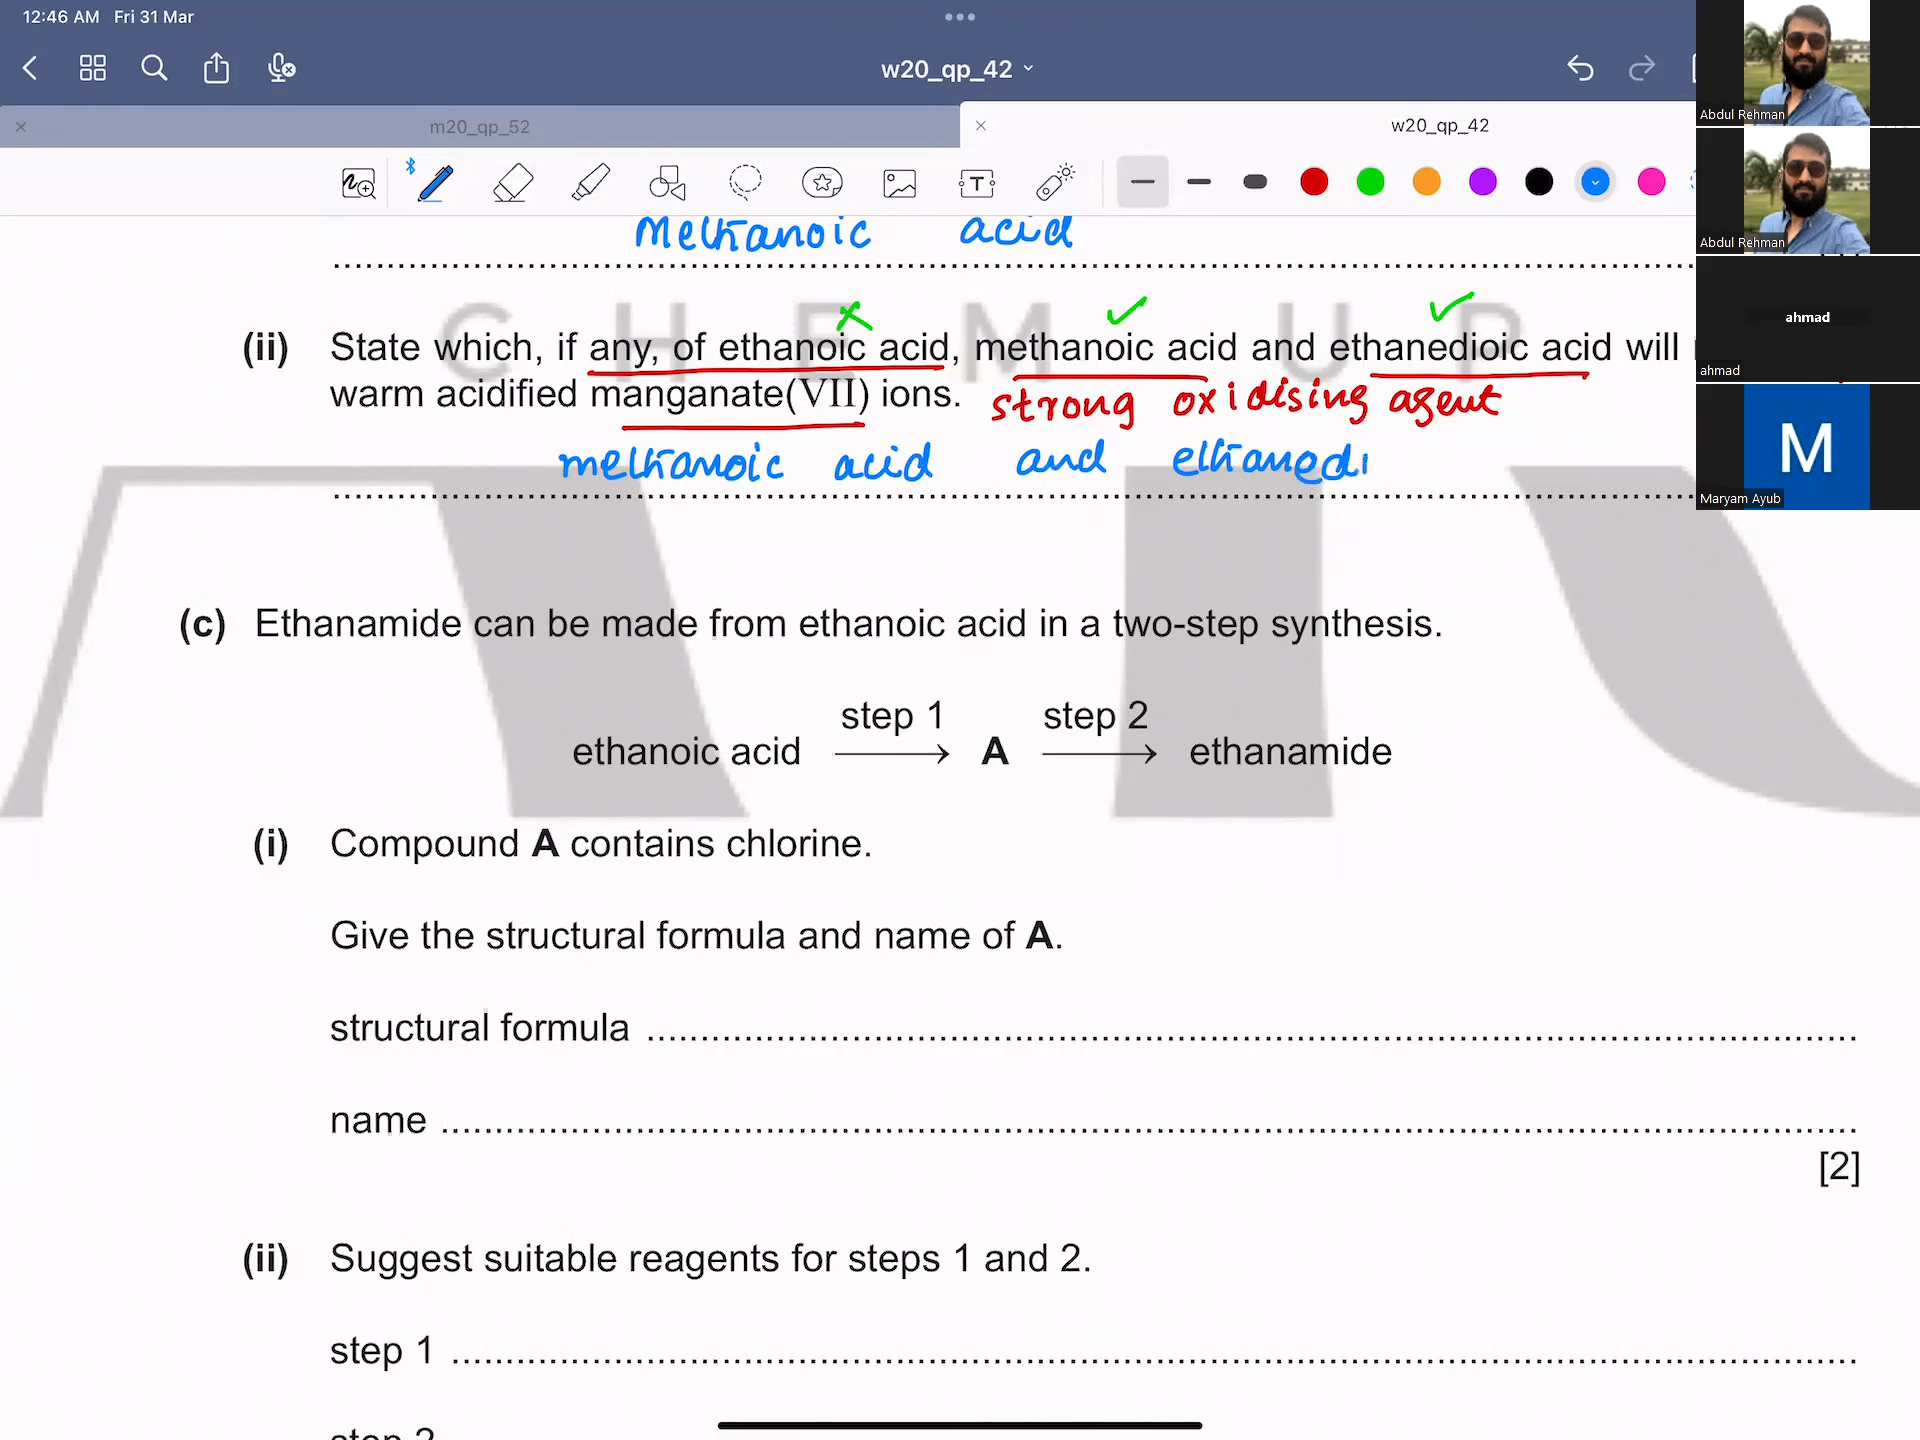 12:46 AM Fri 31 Mar
w20_qp_42
m20_qp_52
w20_qp_42
Abdul Rehman
Abdul Rehman
ahmad
ahmad
Maryam Ayub
M
Methanoic acid
CHEM UP
(ii) State which, if any, of ethanoic acid, methanoic acid and ethanedioic acid will
warm acidified manganate(VII) ions. strong oxidising agent
methanoic acid and ethanedi
(c) Ethanamide can be made from ethanoic acid in a two-step synthesis.
step 1 step 2
ethanoic acid → A → ethanamide
(i) Compound A contains chlorine.
Give the structural formula and name of A.
structural formula ........................................
name ........................................
[2]
(ii) Suggest suitable reagents for steps 1 and 2.
step 1 ........................................
step 2